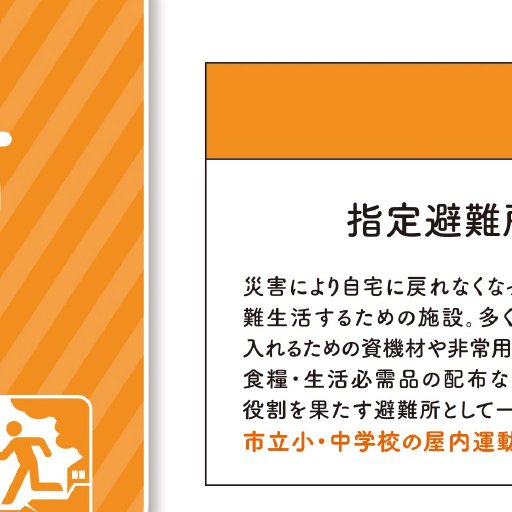 指定避難所
災害により自宅に戻れなくなっ
難生活するための施設。多く
入れるための資機材や非常用
食糧・生活必需品の配布な
役割を果たす避難所として一
市立小・中学校の屋内運動